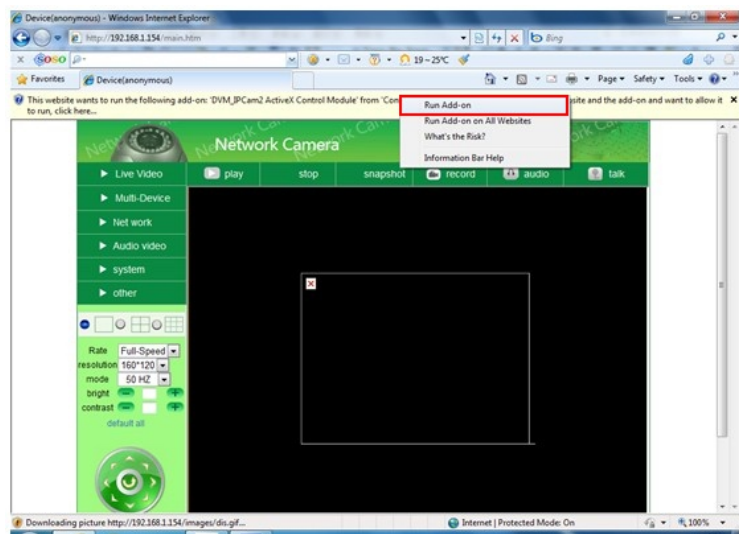 Device(anonymous) - Windows Internet Explorer
http://192.168.1.154/main.htm
Bing
SOSO
19~25℃
Favorites
Device(anonymous)
Page Safety Tools
This website wants to run the following add-on: 'DVM_IPCam2 ActiveX Control Module' from 'Con
site and the add-on and want to allow it
to run, click here...
Run Add-on
Run Add-on on All Websites
What's the Risk?
Information Bar Help
Network Camera
Live Video
play stop snapshot record audio talk
Multi-Device
Net work
Audio video
system
other
Rate Full-Speed
resolution 160*120
mode 50 HZ
bright
contrast
default all
Downloading picture http://192.168.1.154/images/dis.gif...
Internet | Protected Mode: On
100%